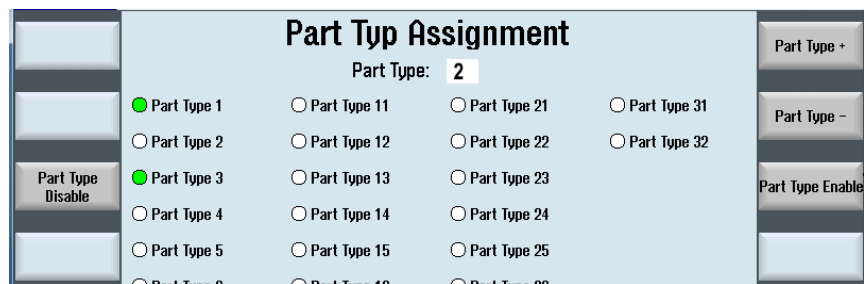 Part Typ Assignment
Part Type: 2
Part Type +
Part Type -
Part Type Enable
Part Type
Disable
Part Type 1 Part Type 11 Part Type 21 Part Type 31
Part Type 2 Part Type 12 Part Type 22 Part Type 32
Part Type 3 Part Type 13 Part Type 23
Part Type 4 Part Type 14 Part Type 24
Part Type 5 Part Type 15 Part Type 25